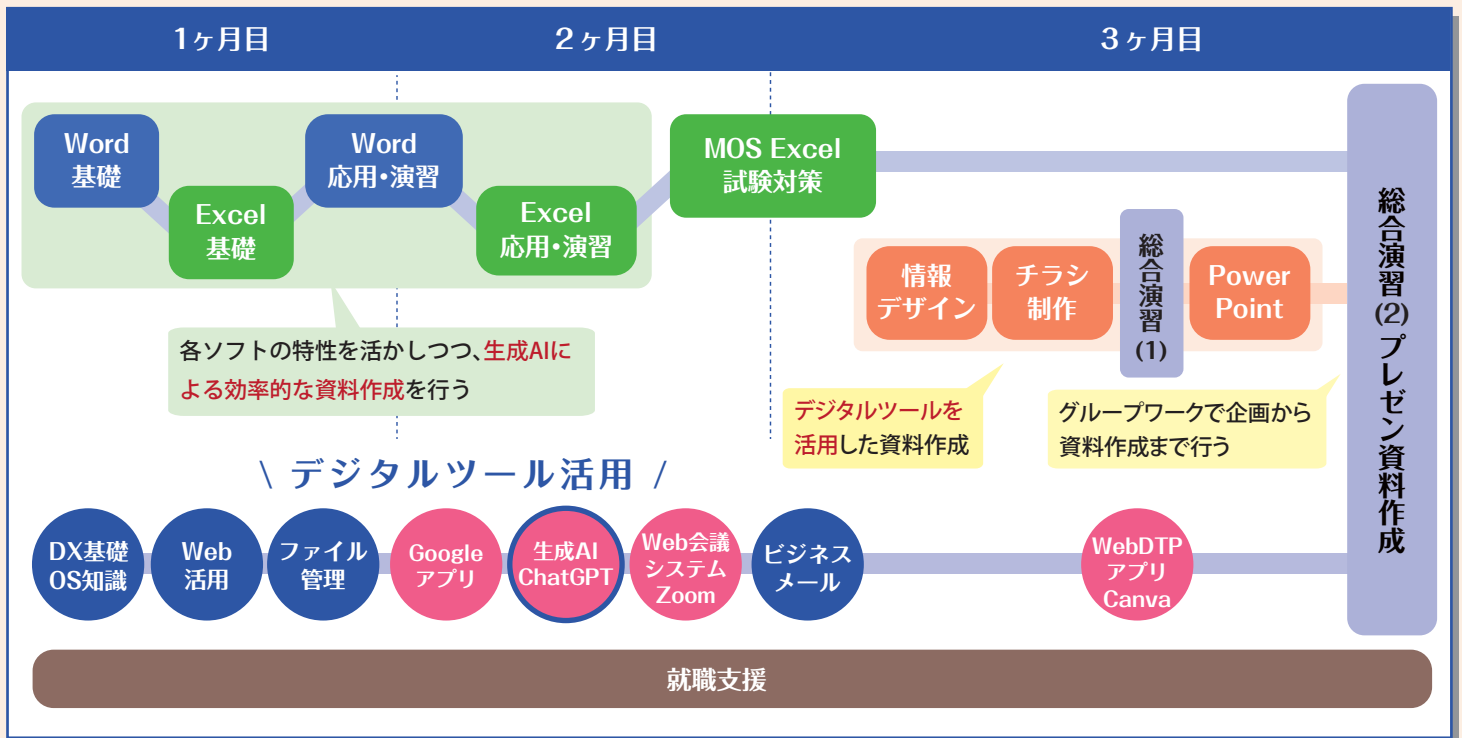 1ヶ月目
2ヶ月目
3ヶ月目
Word
基礎
Excel
基礎
Word
応用・演習
Excel
応用・演習
MOS Excel
試験対策
情報
デザイン
チラシ
制作
総合演習(1)
Power
Point
総合演習(2)プレゼン資料作成
各ソフトの特性を活かしつつ、生成AIに
よる効率的な資料作成を行う
デジタルツールを
活用した資料作成
グループワークで企画から
資料作成まで行う
\ デジタルツール活用 /
DX基礎
OS知識
Web
活用
ファイル
管理
Google
アプリ
生成AI
ChatGPT
Web会議
システム
Zoom
ビジネス
メール
WebDTP
アプリ
Canva
就職支援